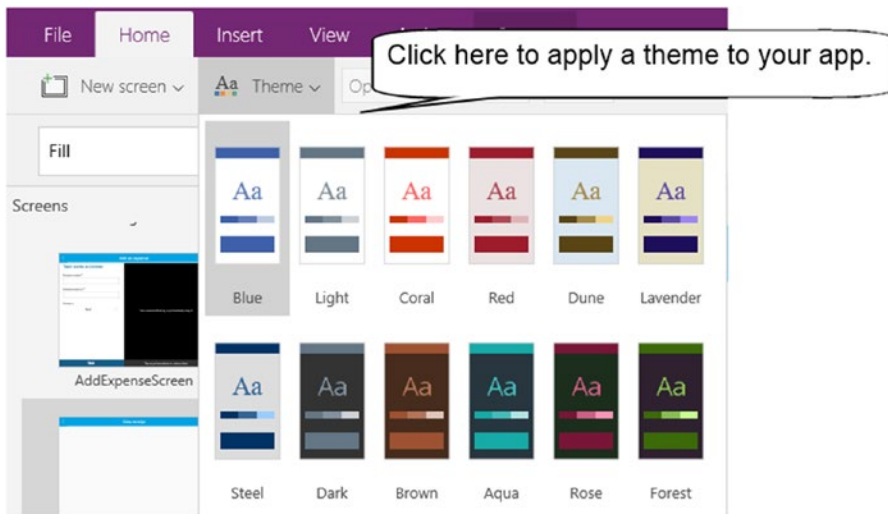 File Home Insert View
Click here to apply a theme to your app.
New screen Aa Theme Op
Fill
Screens
Aa Aa Aa Aa Aa Aa
Blue Light Coral Red Dune Lavender
AddExpenseScreen
Aa Aa Aa Aa Aa Aa
Steel Dark Brown Aqua Rose Forest